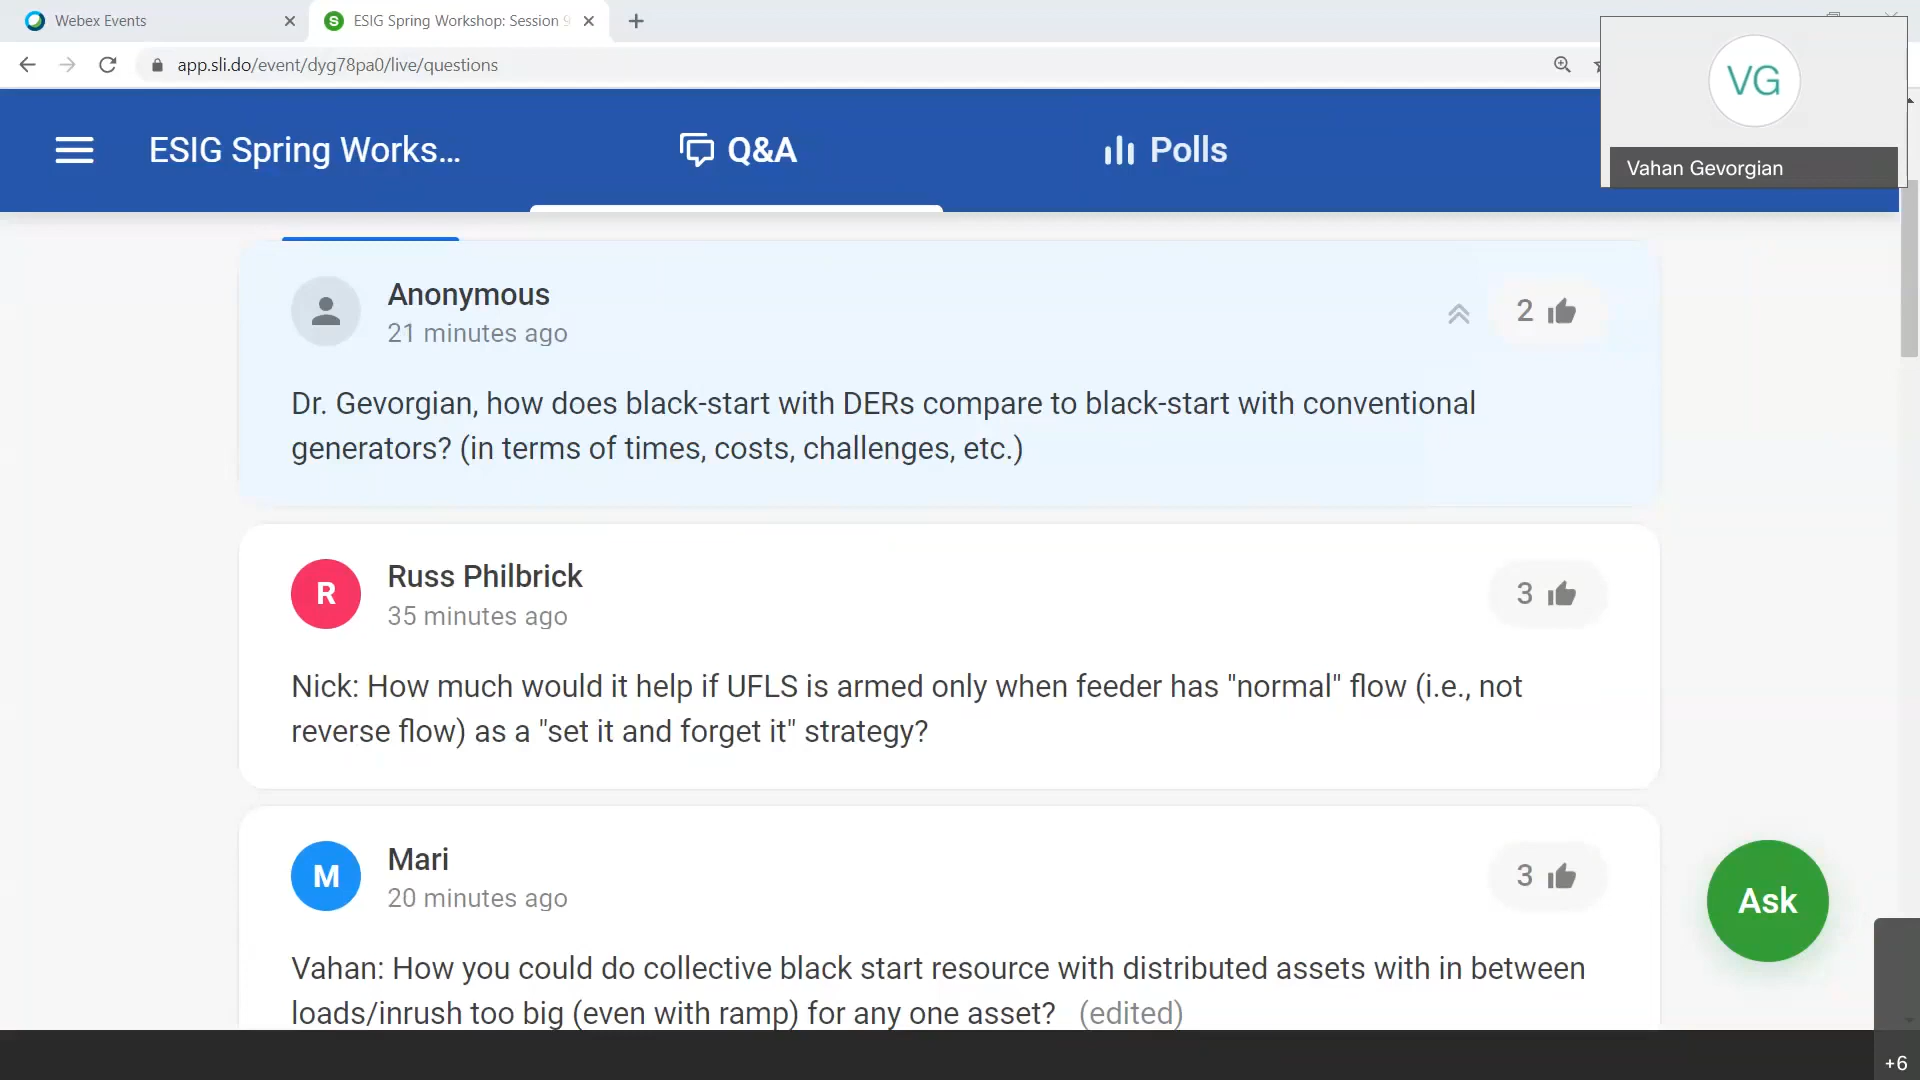 Webex Events
S ESIG Spring Workshop: Session 9
app.sli.do/event/dyg78pa0/live/questions
VG
Vahan Gevorgian
ESIG Spring Works...
Q&A
Polls
Anonymous
21 minutes ago
2
Dr. Gevorgian, how does black-start with DERs compare to black-start with conventional
generators? (in terms of times, costs, challenges, etc.)
R
Russ Philbrick
35 minutes ago
3
Nick: How much would it help if UFLS is armed only when feeder has "normal" flow (i.e., not
reverse flow) as a "set it and forget it" strategy?
M
Mari
20 minutes ago
3
Vahan: How you could do collective black start resource with distributed assets with in between
loads/inrush too big (even with ramp) for any one asset? (edited)
Ask
+6